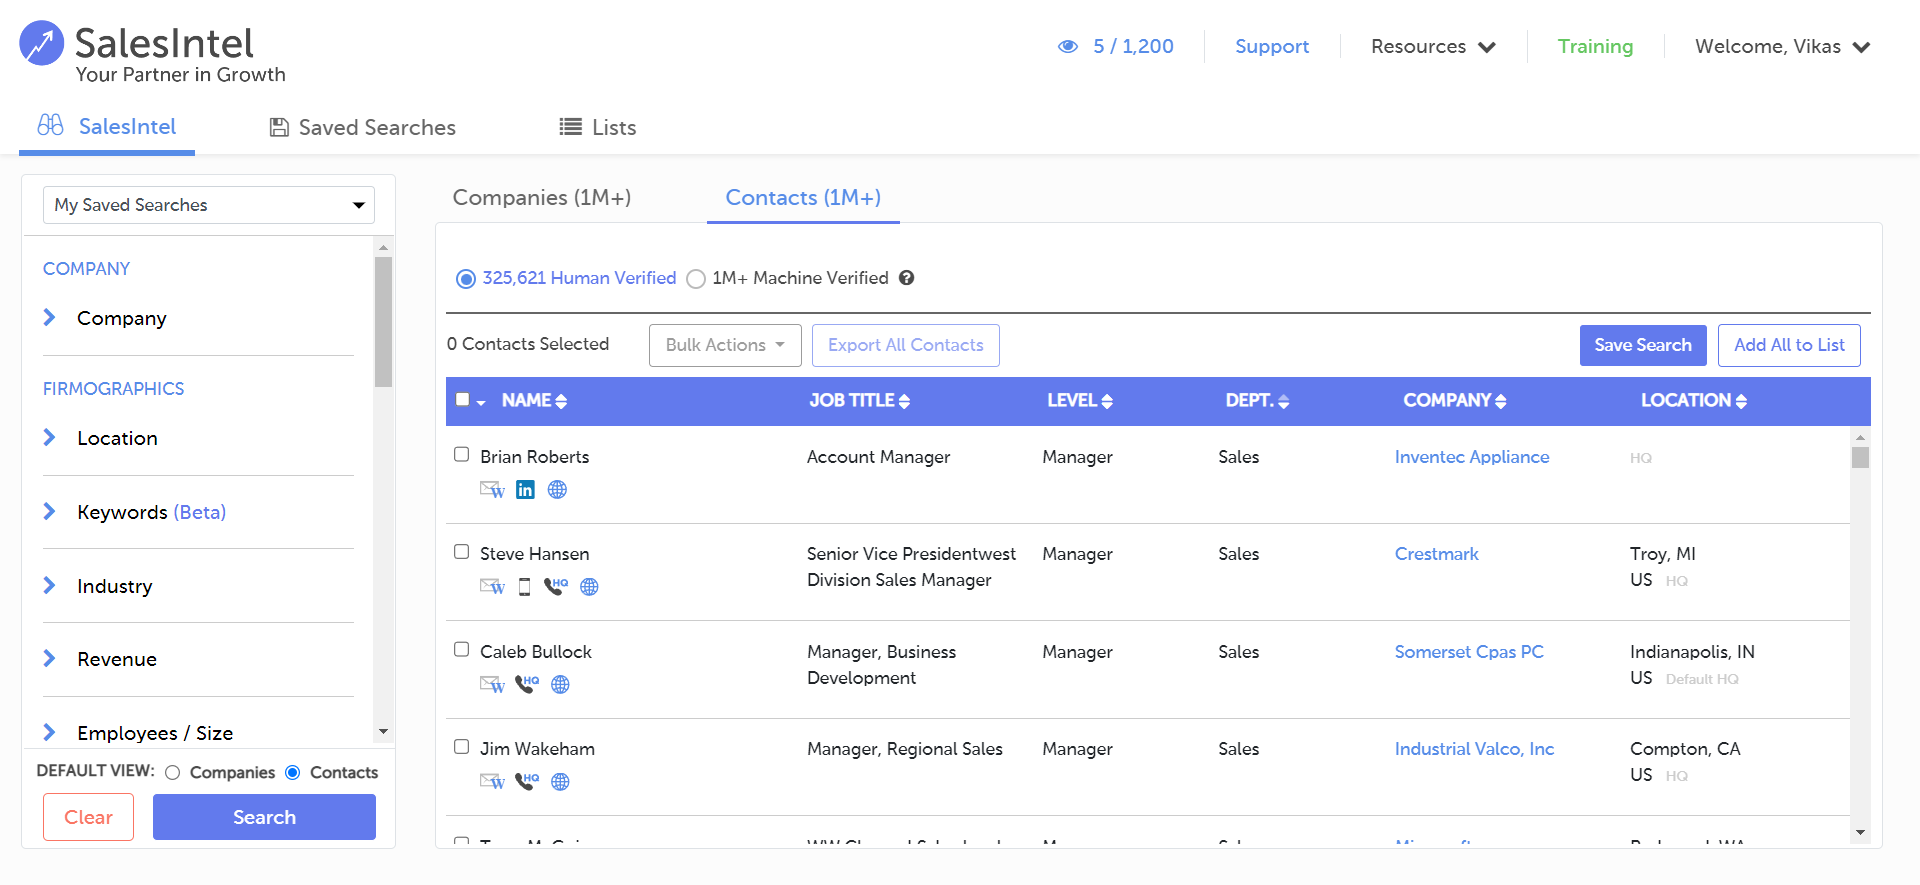 SalesIntel
Your Partner in Growth
5 / 1,200
Support
Resources
Training
Welcome, Vikas
SalesIntel
Saved Searches
Lists
My Saved Searches
COMPANY
Company
FIRMOGRAPHICS
Location
Keywords (Beta)
Industry
Revenue
Employees / Size
DEFAULT VIEW: Companies Contacts
Clear
Search
Companies (1M+)
Contacts (1M+)
325,621 Human Verified 1M+ Machine Verified ?
0 Contacts Selected
Bulk Actions
Export All Contacts
Save Search
Add All to List
NAME JOB TITLE LEVEL DEPT. COMPANY LOCATION
Brian Roberts Account Manager Manager Sales Inventec Appliance HQ
W in
Steve Hansen Senior Vice Presidentwest Manager Sales Crestmark Troy, MI
Division Sales Manager US HQ
W HQ
Caleb Bullock Manager, Business Manager Sales Somerset Cpas PC Indianapolis, IN
Development US Default HQ
W HQ
Jim Wakeham Manager, Regional Sales Manager Sales Industrial Valco, Inc Compton, CA
US HQ
W HQ